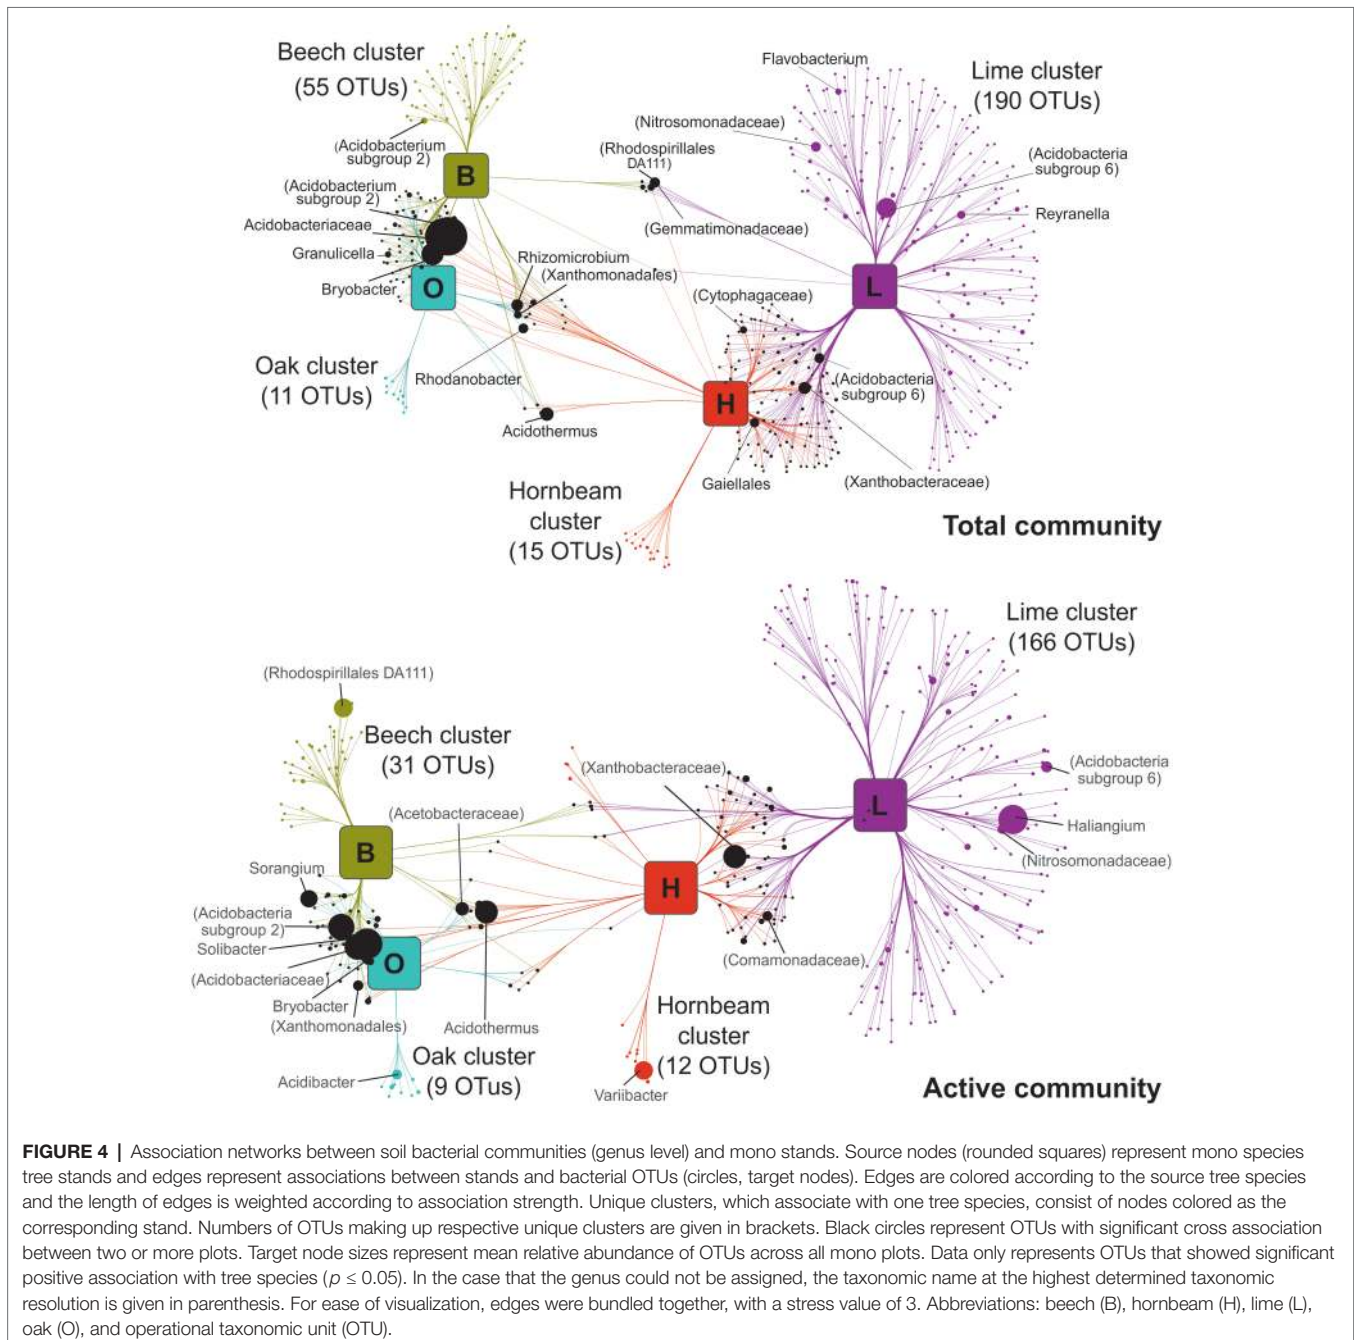 Beech cluster
(55 OTUs)
Flavobacterium
Lime cluster
(190 OTUs)
(Nitrosomonadaceae)
(Acidobacterium
subgroup 2)
(Rhodospirillales
DA111)
(Acidobacteria
subgroup 6)
B
(Acidobacterium
subgroup 2)
Reyranella
Acidobacteriaceae
(Gemmatimonadaceae)
Granulicella
Rhizomicrobium
(Xanthomonadales)
Bryobacter
O
L
(Cytophagaceae)
Oak cluster
(11 OTUs)
Rhodanobacter
(Acidobacteria
subgroup 6)
H
Acidothermus
Gaiellales
(Xanthobacteraceae)
Hornbeam
cluster
(15 OTUs)
Total community
Lime cluster
(166 OTUs)
(Rhodospirillales DA111)
Beech cluster
(31 OTUs)
(Xanthobacteraceae)
(Acidobacteria
subgroup 6)
(Acetobacteraceae)
L
Haliangium
B
(Nitrosomonadaceae)
Sorangium
H
(Acidobacteria
subgroup 2)
Solibacter
O
(Comamonadaceae)
(Acidobacteriaceae)
Bryobacter
(Xanthomonadales)
Acidothermus
Hornbeam
cluster
(12 OTUs)
Oak cluster
(9 OTus)
Acidibacter
Variibacter
Active community
FIGURE 4 | Association networks between soil bacterial communities (genus level) and mono stands. Source nodes (rounded squares) represent mono species
tree stands and edges represent associations between stands and bacterial OTUs (circles, target nodes). Edges are colored according to the source tree species
and the length of edges is weighted according to association strength. Unique clusters, which associate with one tree species, consist of nodes colored as the
corresponding stand. Numbers of OTUs making up respective unique clusters are given in brackets. Black circles represent OTUs with significant cross association
between two or more plots. Target node sizes represent mean relative abundance of OTUs across all mono plots. Data only represents OTUs that showed significant
positive association with tree species (p ≤ 0.05). In the case that the genus could not be assigned, the taxonomic name at the highest determined taxonomic
resolution is given in parenthesis. For ease of visualization, edges were bundled together, with a stress value of 3. Abbreviations: beech (B), hornbeam (H), lime (L),
oak (O), and operational taxonomic unit (OTU).